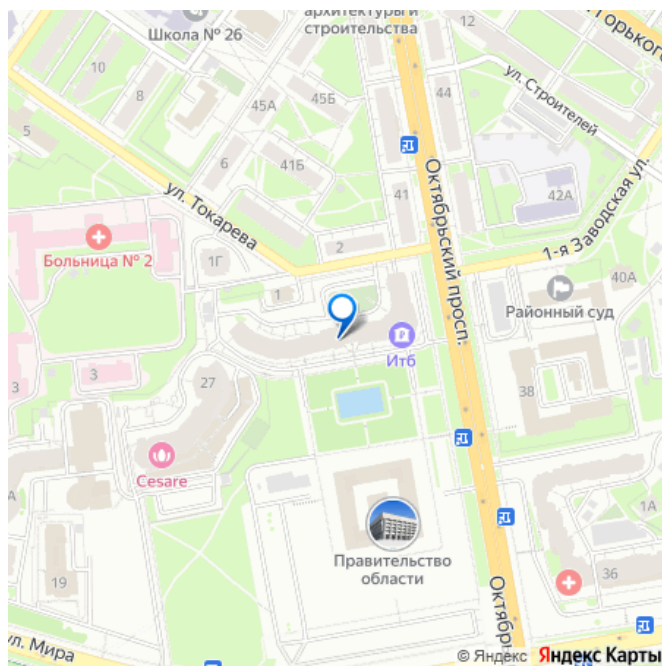 архитектуры и
строительства
Школа № 26
Горького
ул. Строителей
10
8
45А
45Б
44
5
6
41Б
41
42А
ул. Токарева
Октябрьский просп.
1-я Заводская ул.
Больница № 2
1Г
2
1
40А
Районный суд
Итб
3
3
27
38
Cesare
Правительство
области
1А
19
36
ул. Мира
© Яндекс Яндекс Карты